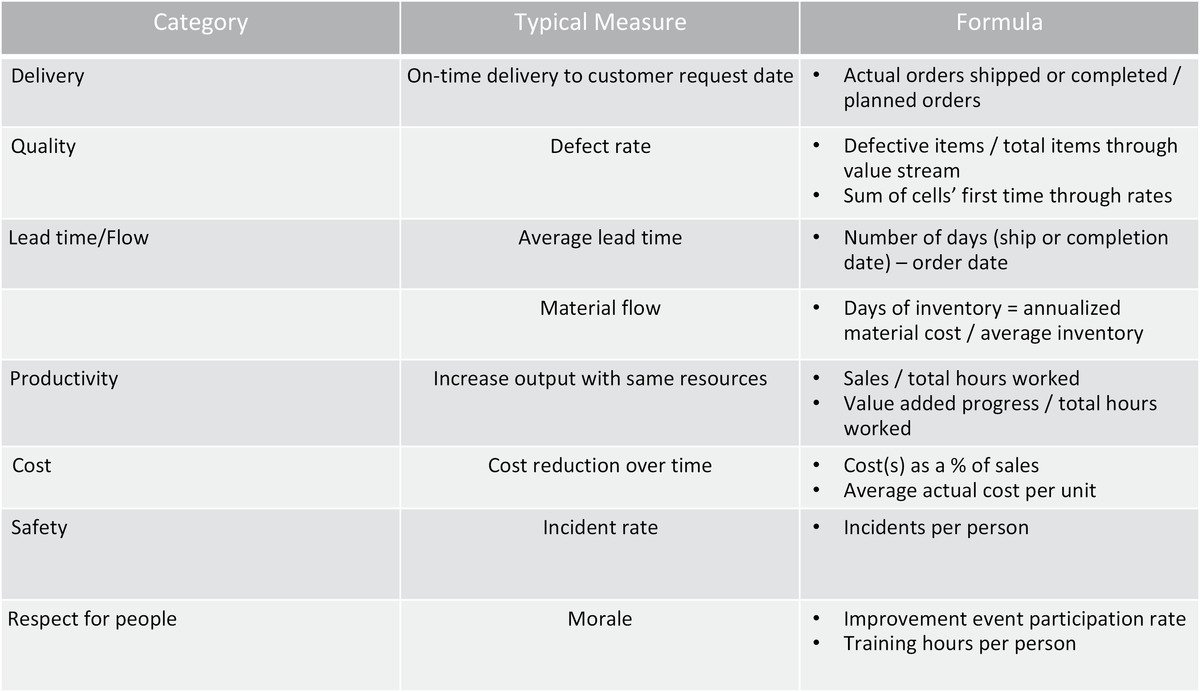 Category Typical Measure Formula
Delivery On-time delivery to customer request date • Actual orders shipped or completed /
planned orders
Quality Defect rate • Defective items / total items through
value stream
• Sum of cells’ first time through rates
Lead time/Flow Average lead time • Number of days (ship or completion
date) – order date
Material flow • Days of inventory = annualized
material cost / average inventory
Productivity Increase output with same resources • Sales / total hours worked
• Value added progress / total hours
worked
Cost Cost reduction over time • Cost(s) as a % of sales
• Average actual cost per unit
Safety Incident rate • Incidents per person
Respect for people Morale • Improvement event participation rate
• Training hours per person